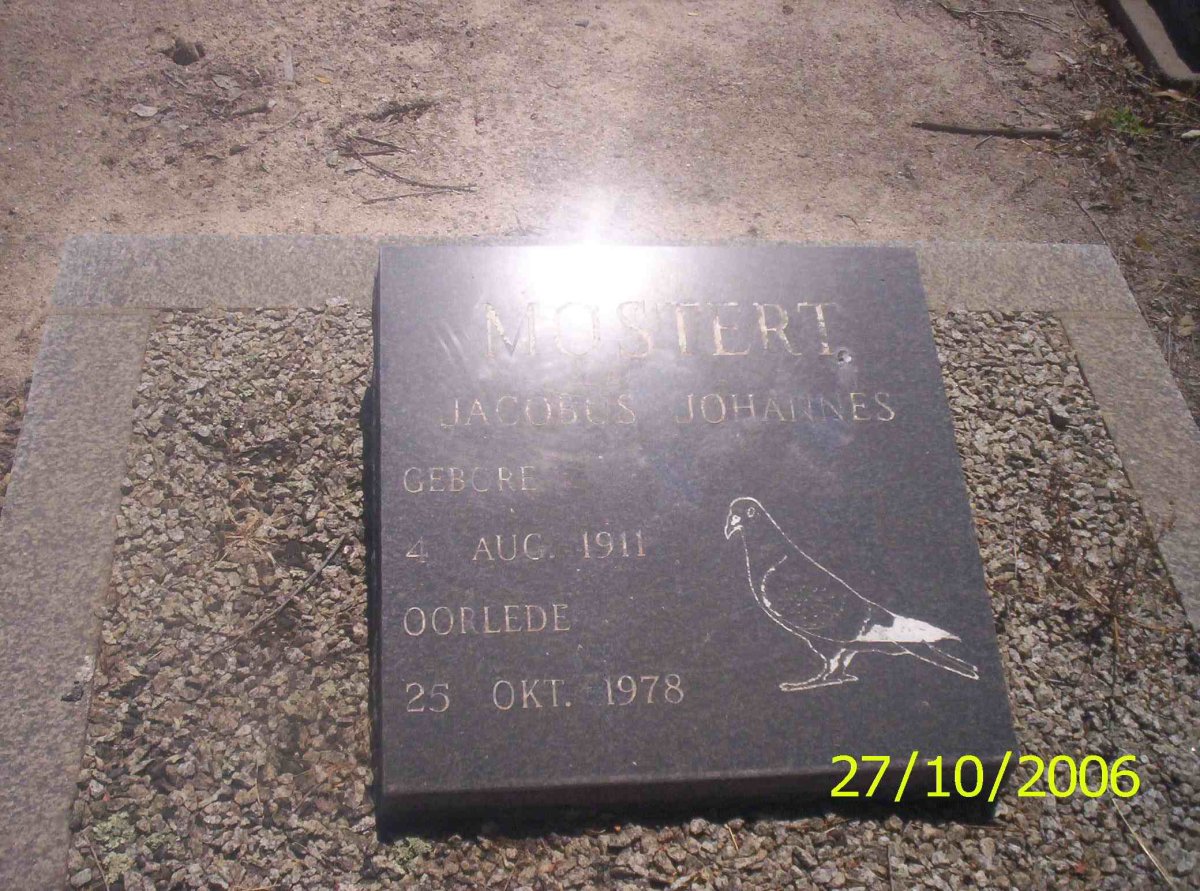 MOSTERT
JACOBUS JOHANNES
GEBORE
4 AUG. 1911
OORLEDE
25 OKT. 1978
27/10/2006